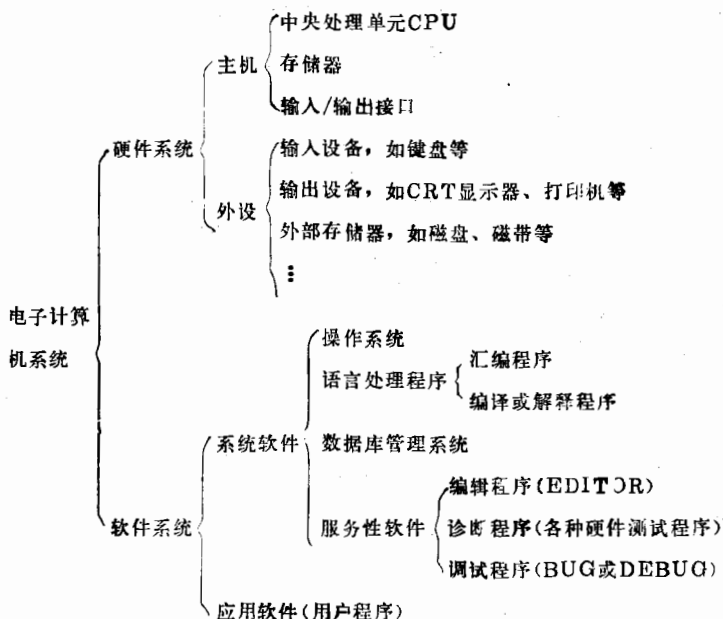 中央处理单元CPU
主机
存储器
输入/输出接口
硬件系统
输入设备，如键盘等
输出设备，如CRT显示器、打印机等
外设
外部存储器，如磁盘、磁带等
⋮
电子计算
机系统
操作系统
汇编程序
语言处理程序
编译或解释程序
系统软件
数据库管理系统
编辑程序(EDITOR)
软件系统
服务性软件
诊断程序(各种硬件测试程序)
调试程序(BUG或DEBUG)
应用软件(用户程序)